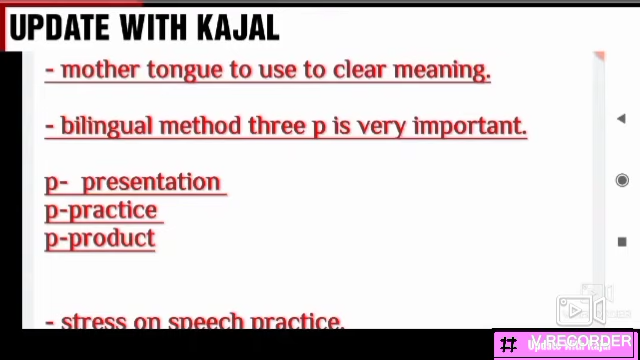 UPDATE WITH KAJAL
- mother tongue to use to clear meaning.
- bilingual method three p is very important.
p- presentation
p-practice
p-product
- stress on speech practice.
# V RECORDER
Update with Kajal